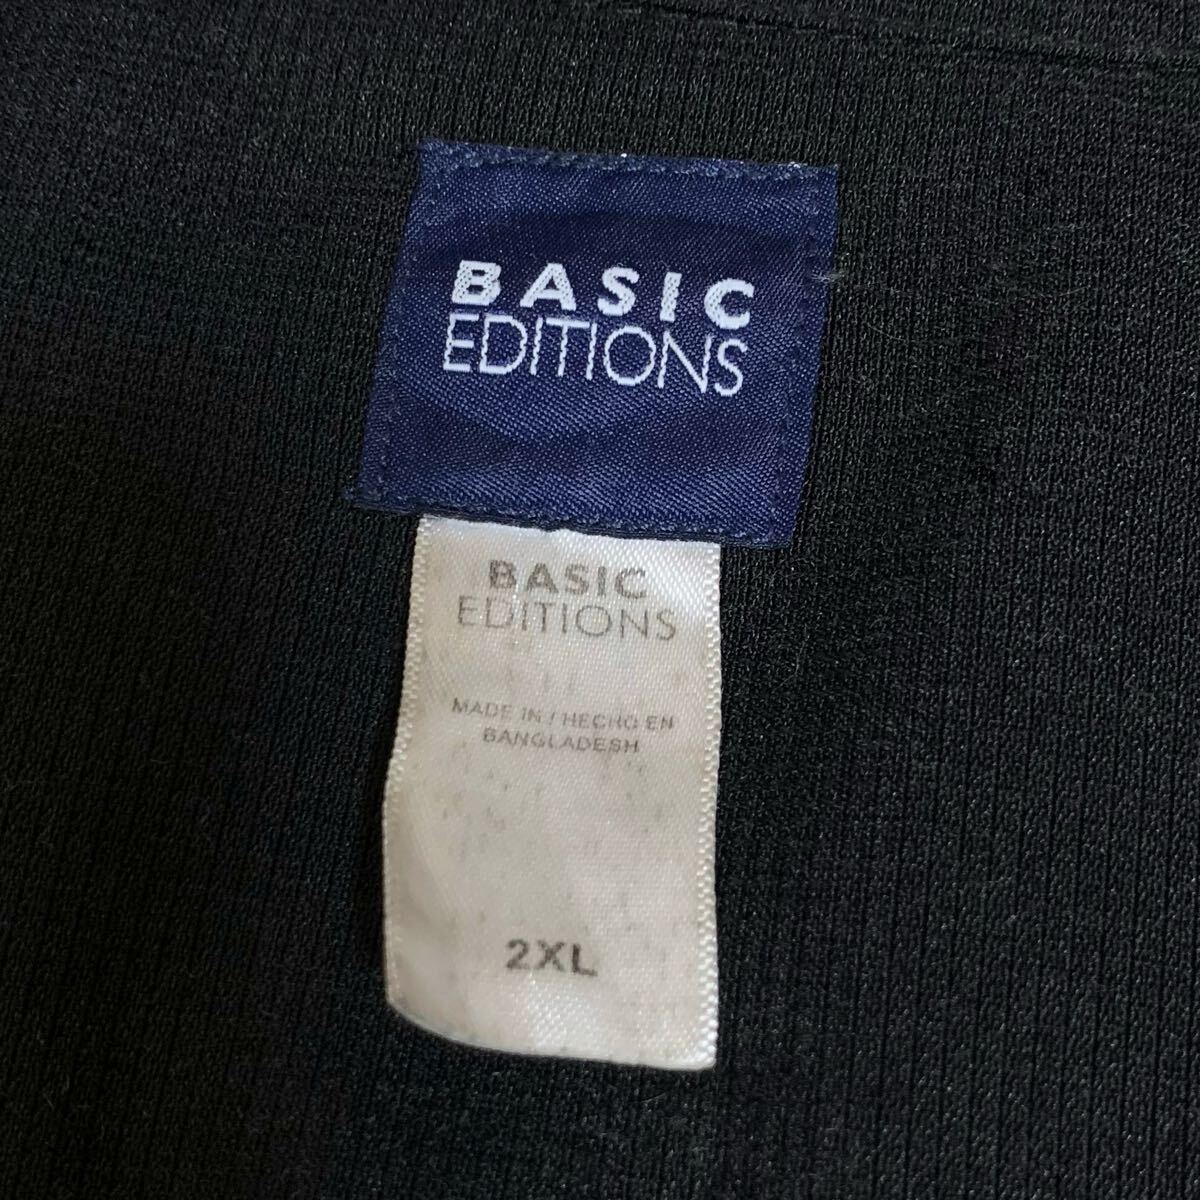 BASIC
EDITIONS
BASIC
EDITIONS
MADE IN / HECHO EN
BANGLADESH
2XL